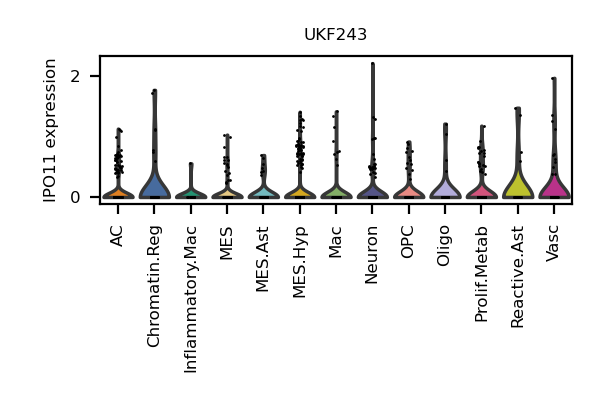 UKF243
IPO11 expression
2
0
AC
Chromatin.Reg
Inflammatory.Mac
MES
MES.Ast
MES.Hyp
Mac
Neuron
OPC
Oligo
Prolif.Metab
Reactive.Ast
Vasc